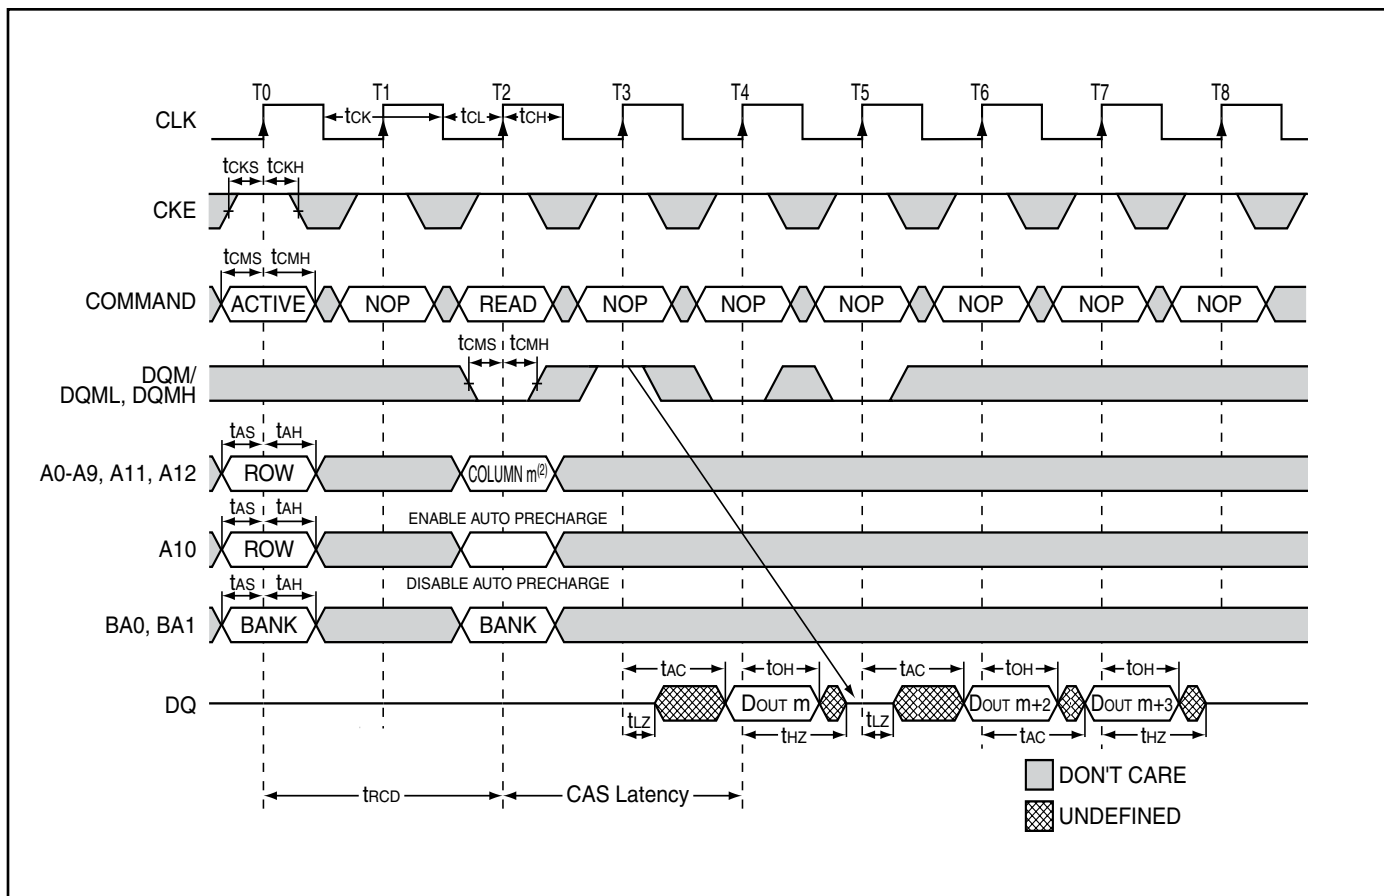 T0 T1 T2 T3 T4 T5 T6 T7 T8
CLK tCK tCL tCH
tCKS tCKH
CKE
tCMS tCMH
COMMAND ACTIVE NOP READ NOP NOP NOP NOP NOP NOP
tCMS tCMH
DQM/
DQML, DQMH
tAS tAH
A0-A9, A11, A12 ROW COLUMN m(2)
tAS tAH ENABLE AUTO PRECHARGE
A10 ROW
tAS tAH DISABLE AUTO PRECHARGE
BA0, BA1 BANK BANK
tAC tOH tAC tOH tOH
DQ DOUT m DOUT m+2 DOUT m+3
tLZ tHZ tLZ tAC tHZ
DON'T CARE
tRCD CAS Latency
UNDEFINED